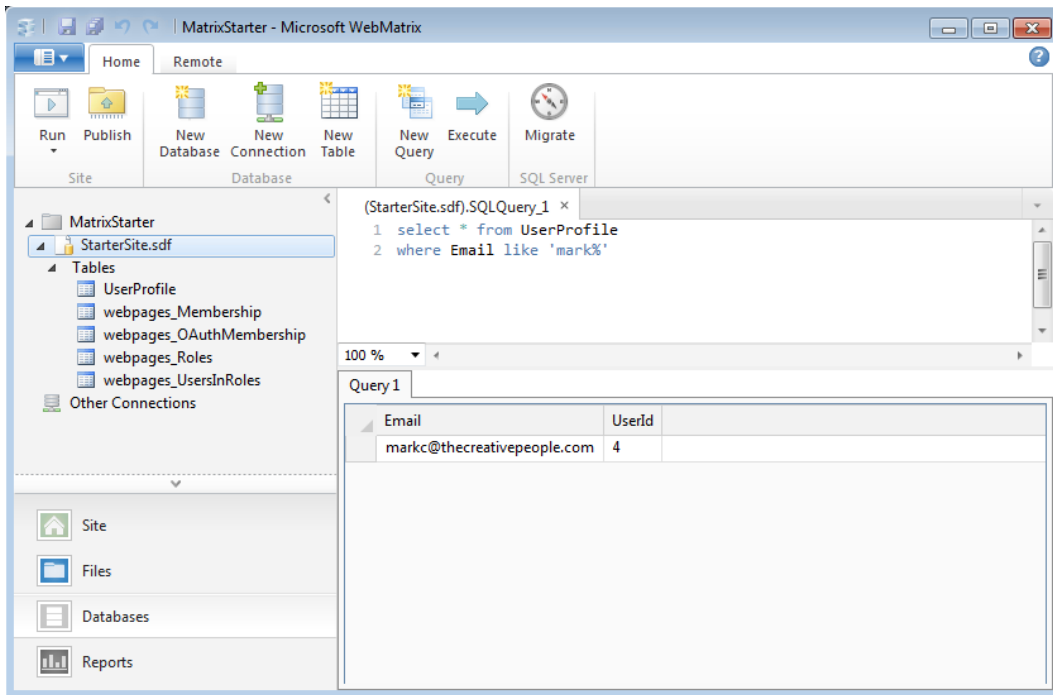 MatrixStarter - Microsoft WebMatrix
Home Remote
Run Publish New Database New Connection New Table New Query Execute Migrate
Site Database Query SQL Server
MatrixStarter
StarterSite.sdf
Tables
UserProfile
webpages_Membership
webpages_OAuthMembership
webpages_Roles
webpages_UsersInRoles
Other Connections
Site
Files
Databases
Reports
(StarterSite.sdf).SQLQuery_1 ×
1 select * from UserProfile
2 where Email like 'mark%'
100 %
Query 1
Email UserId
markc@thecreativepeople.com 4